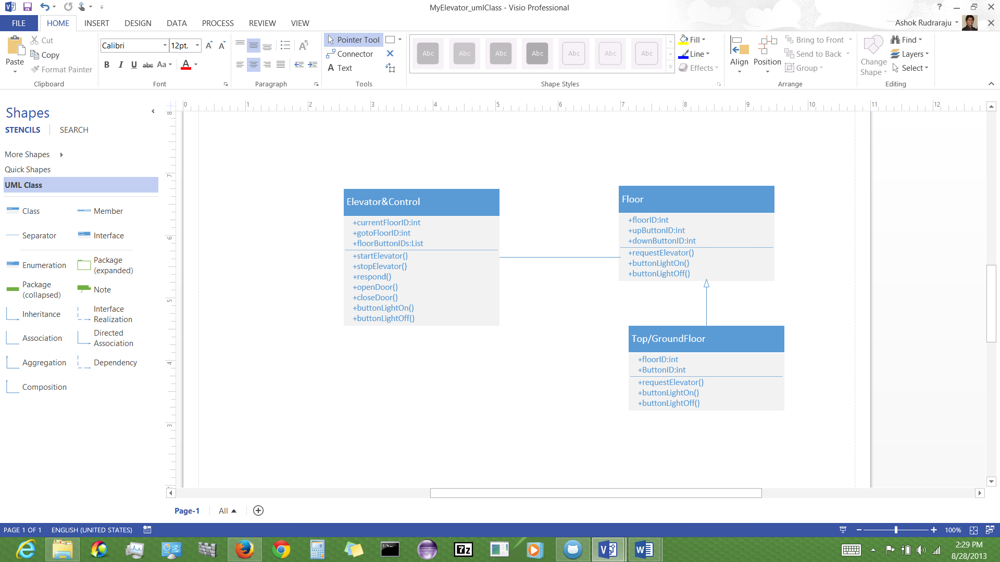 MyElevator_umlClass - Visio Professional
?
FILE HOME INSERT DESIGN DATA PROCESS REVIEW VIEW
Ashok Rudraraju
Paste
Cut
Copy
Format Painter
Clipboard
Calibri 12pt. A A
B I U abc Aa A
Font
Paragraph
Pointer Tool
Connector
A Text
Tools
Abc Abc Abc Abc Abc Abc Abc
Shape Styles
Fill
Line
Effects
Align
Position
Bring to Front
Send to Back
Group
Arrange
Change
Shape
Find
Layers
Select
Editing
Shapes
STENCILS SEARCH
More Shapes
Quick Shapes
UML Class
Class
Member
Separator
Interface
Enumeration
Package
(expanded)
Package
(collapsed)
Note
Inheritance
Interface
Realization
Association
Directed
Association
Aggregation
Dependency
Composition
0 1 2 3 4 5 6 7 8 9 10 11 12
8
7
6
5
4
3
Elevator&Control
+currentFloorID:int
+gotoFloorID:int
+floorButtonIDs:List
+startElevator()
+stopElevator()
+respond()
+openDoor()
+closeDoor()
+buttonLightOn()
+buttonLightOff()
Floor
+floorID:int
+upButtonID:int
+downButtonID:int
+requestElevator()
+buttonLightOn()
+buttonLightOff()
Top/GroundFloor
+floorID:int
+ButtonID:int
+requestElevator()
+buttonLightOn()
+buttonLightOff()
Page-1 All
PAGE 1 OF 1 ENGLISH (UNITED STATES)
100%
7z
2:29 PM
8/28/2013